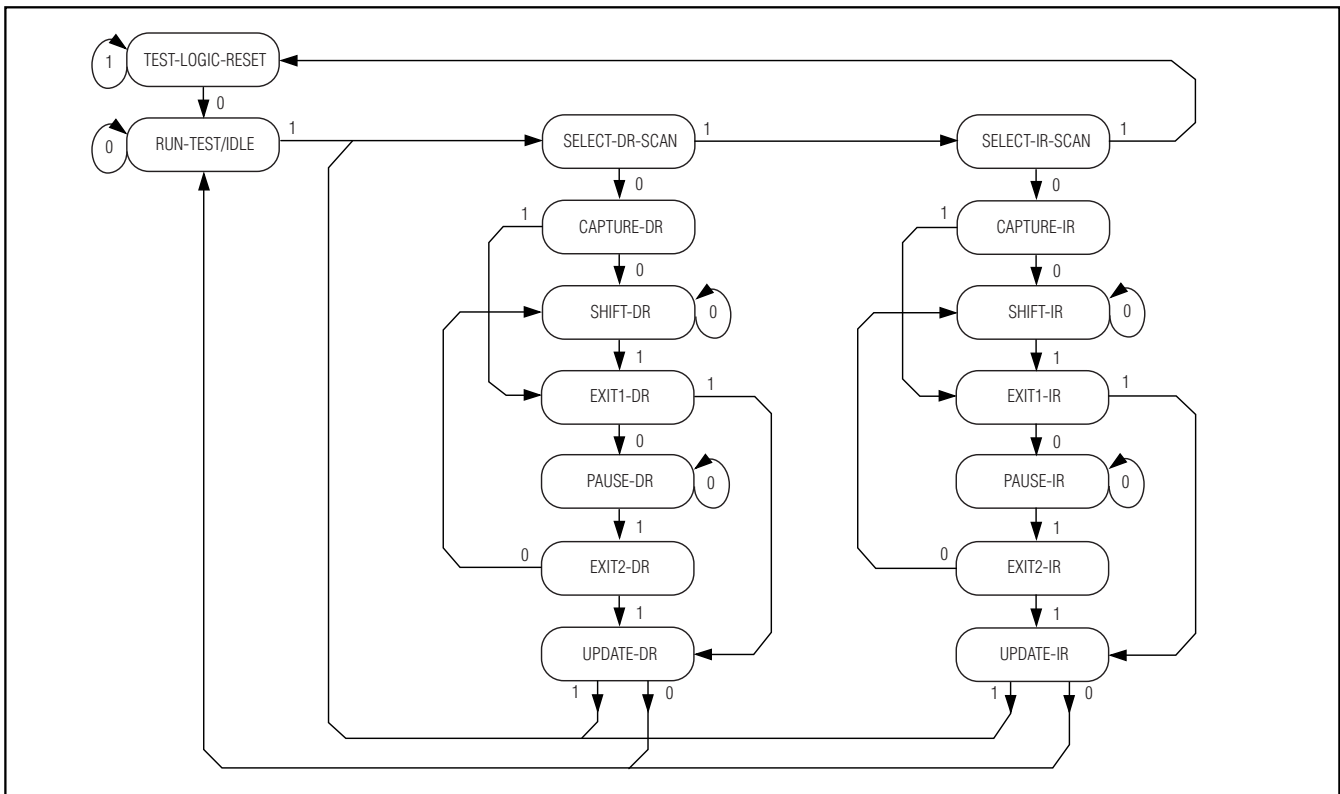 TEST-LOGIC-RESET
1
0
RUN-TEST/IDLE
0
1
SELECT-DR-SCAN
1
0
CAPTURE-DR
1
0
SHIFT-DR
0
1
EXIT1-DR
1
0
PAUSE-DR
0
1
EXIT2-DR
0
1
UPDATE-DR
1
0
SELECT-IR-SCAN
1
0
CAPTURE-IR
1
0
SHIFT-IR
0
1
EXIT1-IR
1
0
PAUSE-IR
0
1
EXIT2-IR
0
1
UPDATE-IR
1
0